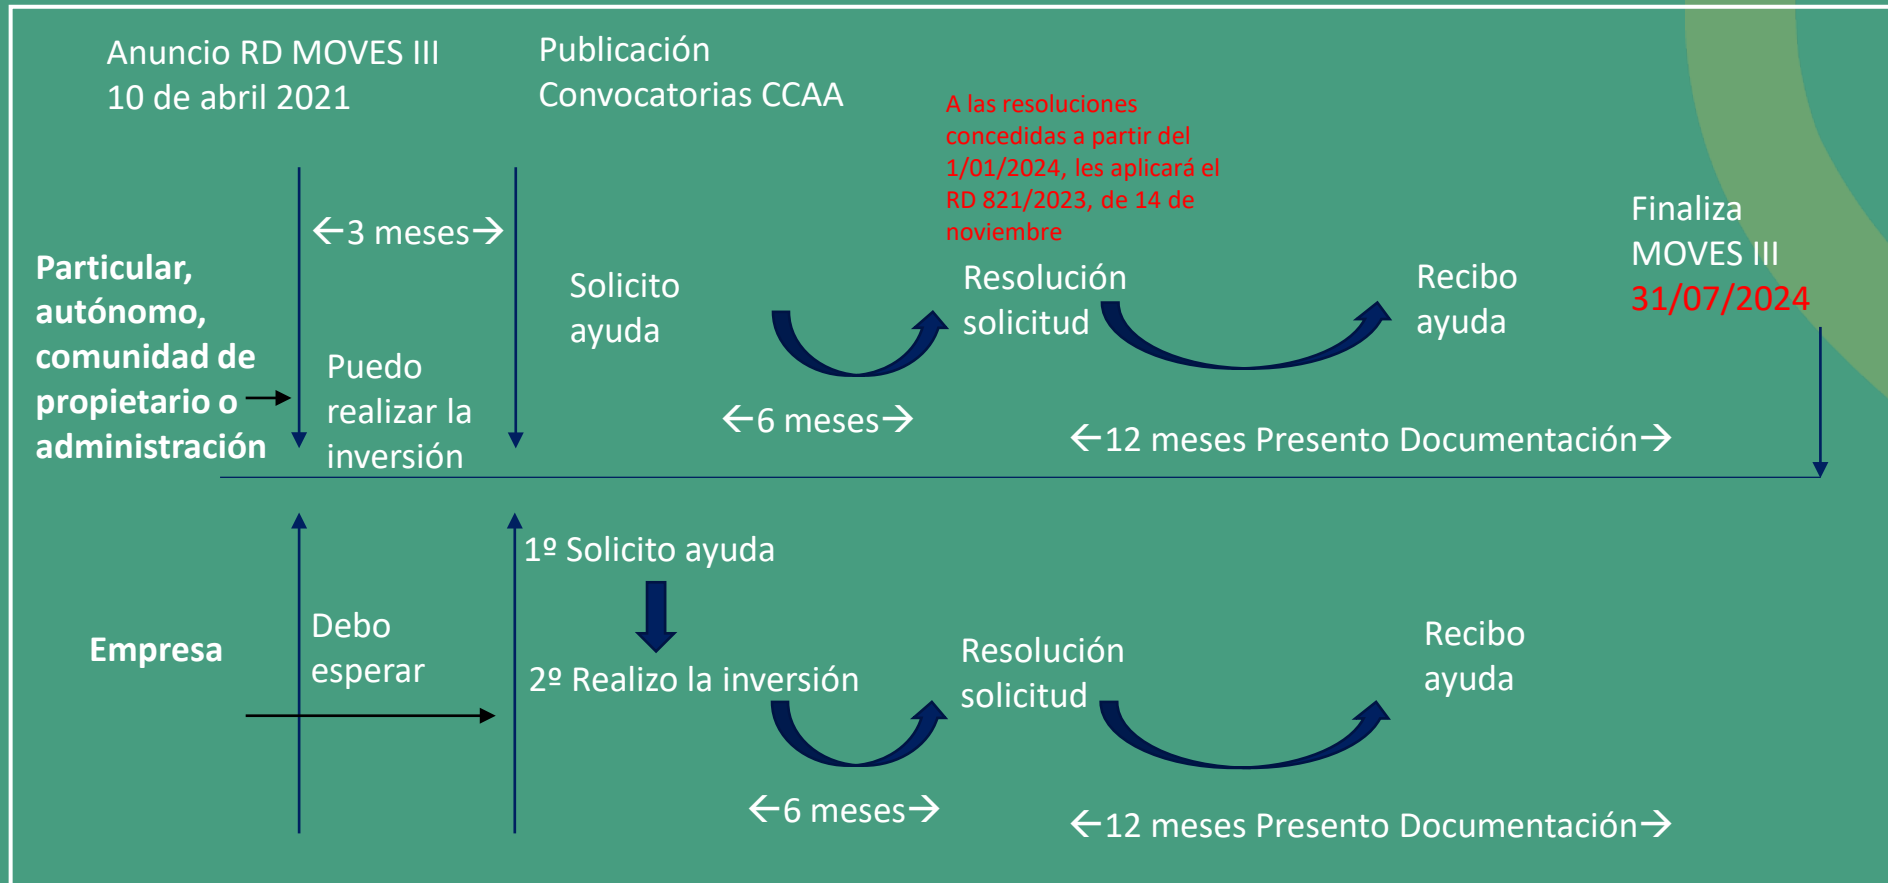 Anuncio RD MOVES III
10 de abril 2021
Publicación
Convocatorias CCAA
A las resoluciones
concedidas a partir del
1/01/2024, les aplicará el
RD 821/2023, de 14 de
noviembre
Finaliza
MOVES III
31/07/2024
←3 meses→
Particular,
autónomo,
comunidad de
propietario o
administración
Puedo
realizar la
inversión
Solicito
ayuda
Resolución
solicitud
Recibo
ayuda
←6 meses→
←12 meses Presento Documentación→
Empresa
Debo
esperar
1º Solicito ayuda
2º Realizo la inversión
Resolución
solicitud
Recibo
ayuda
←6 meses→
←12 meses Presento Documentación→